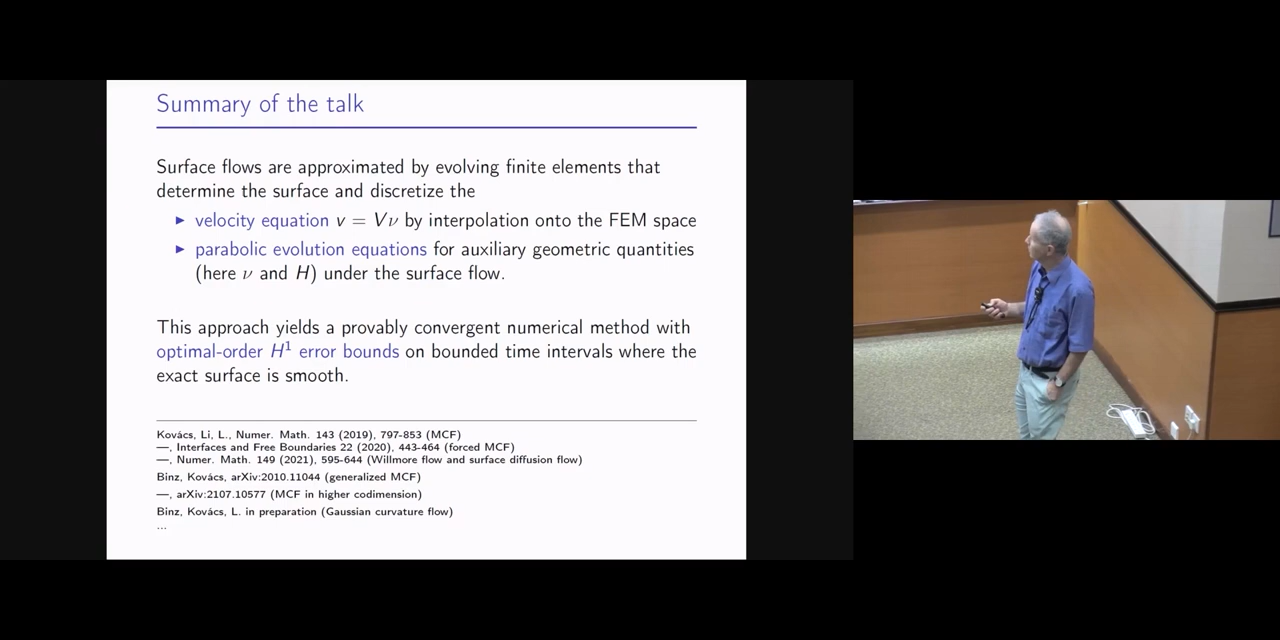 Summary of the talk
Surface flows are approximated by evolving finite elements that
determine the surface and discretize the
▶ velocity equation v = Vν by interpolation onto the FEM space
▶ parabolic evolution equations for auxiliary geometric quantities
(here ν and H) under the surface flow.
This approach yields a provably convergent numerical method with
optimal-order H¹ error bounds on bounded time intervals where the
exact surface is smooth.
Kovács, Li, L., Numer. Math. 143 (2019), 797-853 (MCF)
—, Interfaces and Free Boundaries 22 (2020), 443-464 (forced MCF)
—, Numer. Math. 149 (2021), 595-644 (Willmore flow and surface diffusion flow)
Binz, Kovács, arXiv:2010.11044 (generalized MCF)
—, arXiv:2107.10577 (MCF in higher codimension)
Binz, Kovács, L. in preparation (Gaussian curvature flow)
...